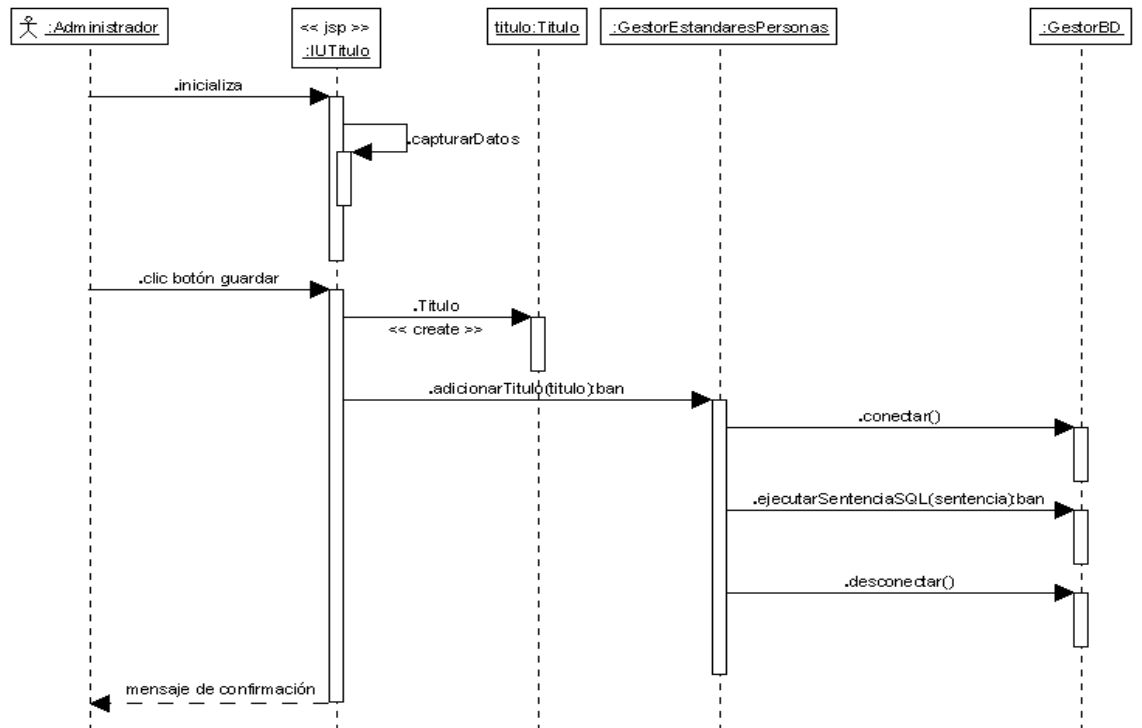 :Administrador
<< jsp >>
:IUTitulo
titulo:Titulo
:GestorEstandaresPersonas
:GestorBD
.inicializa
.capturarDatos
.clic botón guardar
.Titulo
<< create >>
.adicionarTitulo(titulo):ban
.conectar()
.ejecutarSentenciaSQL(sentencia):ban
.desconectar()
mensaje de confirmación